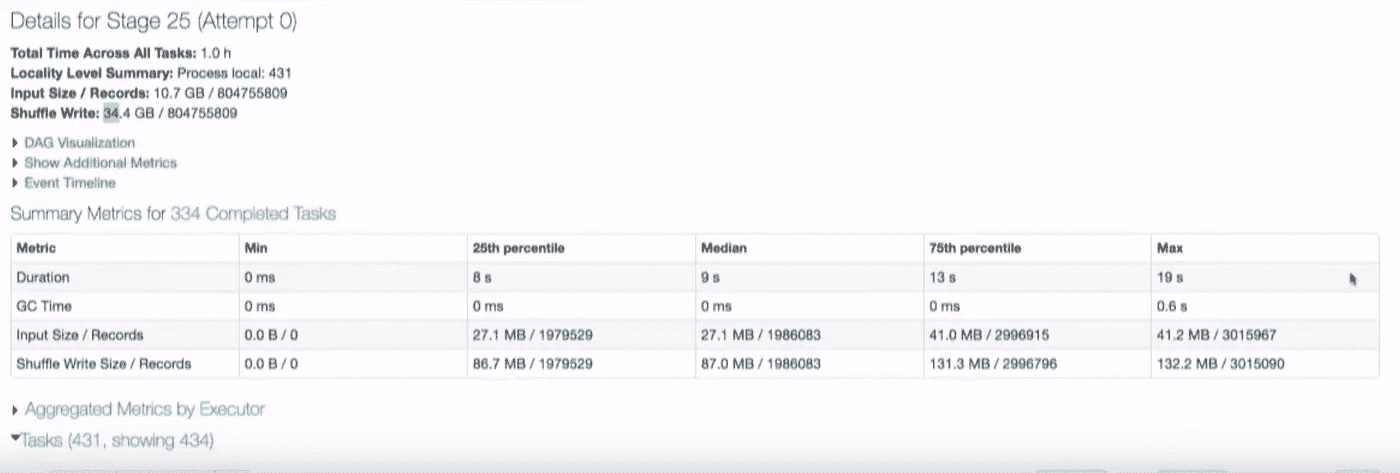 Details for Stage 25 (Attempt 0)
Total Time Across All Tasks: 1.0 h
Locality Level Summary: Process local: 431
Input Size / Records: 10.7 GB / 804755809
Shuffle Write: 34.4 GB / 804755809
DAG Visualization
Show Additional Metrics
Event Timeline
Summary Metrics for 334 Completed Tasks
Metric Min 25th percentile Median 75th percentile Max
Duration 0 ms 8 s 9 s 13 s 19 s
GC Time 0 ms 0 ms 0 ms 0 ms 0.6 s
Input Size / Records 0.0 B / 0 27.1 MB / 1979529 27.1 MB / 1986083 41.0 MB / 2996915 41.2 MB / 3015967
Shuffle Write Size / Records 0.0 B / 0 86.7 MB / 1979529 87.0 MB / 1986083 131.3 MB / 2996796 132.2 MB / 3015090
Aggregated Metrics by Executor
Tasks (431, showing 434)